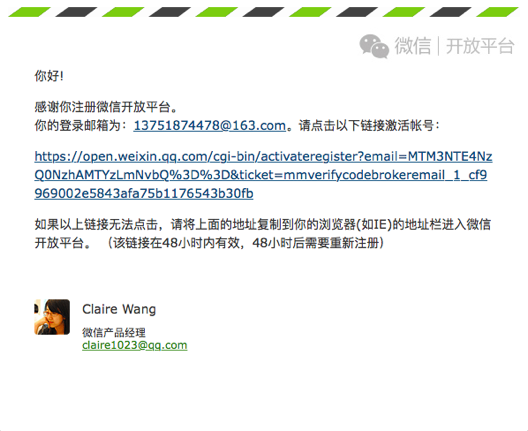 微信 | 开放平台
你好!
感谢你注册微信开放平台。
你的登录邮箱为：13751874478@163.com。请点击以下链接激活帐号：
https://open.weixin.qq.com/cgi-bin/activateregister?email=MTM3NTE4Nz
Q0NzhAMTYzLmNvbQ%3D%3D&ticket=mmverifycodebrokeremail_1_cf9
969002e5843afa75b1176543b30fb
如果以上链接无法点击，请将上面的地址复制到你的浏览器(如IE)的地址栏进入微信
开放平台。 （该链接在48小时内有效，48小时后需要重新注册）
Claire Wang
微信产品经理
claire1023@qq.com